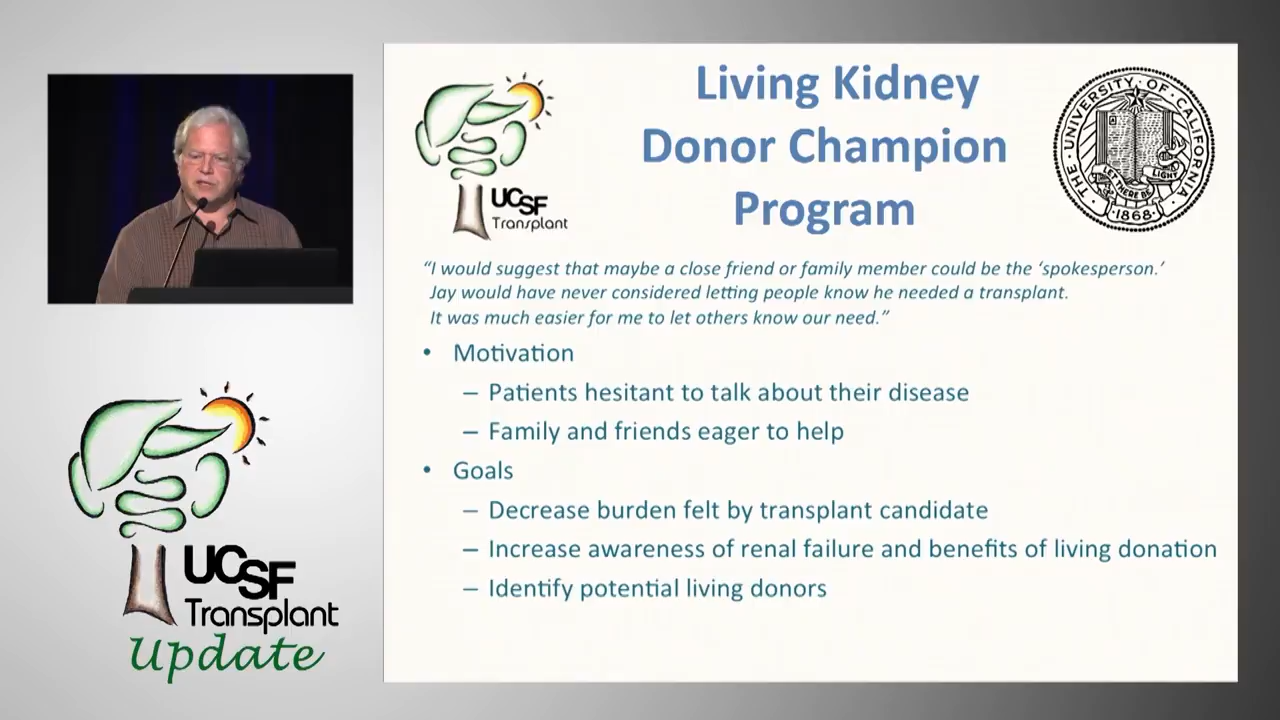 UCSF
Transplant
Update
UCSF
Transplant
Living Kidney
Donor Champion
Program
THE UNIVERSITY OF CALIFORNIA
LET THERE BE LIGHT
·1868·
“I would suggest that maybe a close friend or family member could be the ‘spokesperson.’
Jay would have never considered letting people know he needed a transplant.
It was much easier for me to let others know our need.”
• Motivation
– Patients hesitant to talk about their disease
– Family and friends eager to help
• Goals
– Decrease burden felt by transplant candidate
– Increase awareness of renal failure and benefits of living donation
– Identify potential living donors